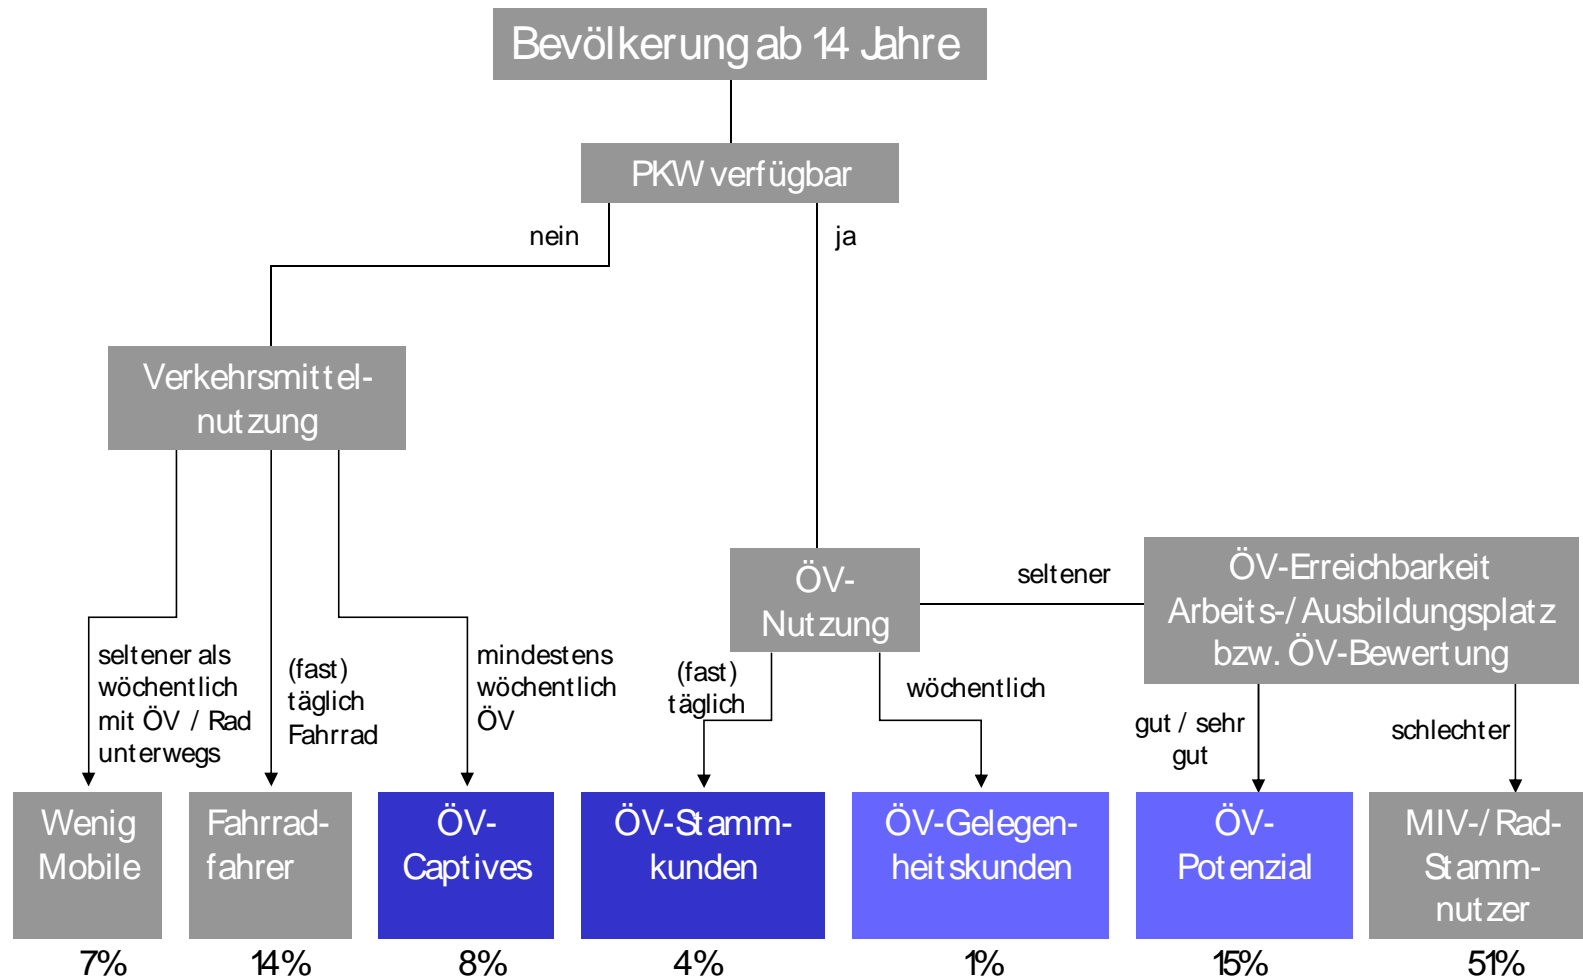 Bevölkerung ab 14 Jahre
PKW verfügbar
nein
ja
Verkehrsmittel-
nutzung
ÖV-
Nutzung
seltener
ÖV-Erreichbarkeit
Arbeits-/Ausbildungsplatz
bzw. ÖV-Bewertung
seltener als
wöchentlich
mit ÖV / Rad
unterwegs
(fast)
täglich
Fahrrad
mindestens
wöchentlich
ÖV
(fast)
täglich
wöchentlich
gut / sehr
gut
schlechter
Wenig
Mobile
Fahrrad-
fahrer
ÖV-
Captives
ÖV-Stamm-
kunden
ÖV-Gelegen-
heitskunden
ÖV-
Potenzial
MIV-/Rad-
Stamm-
nutzer
7%
14%
8%
4%
1%
15%
51%